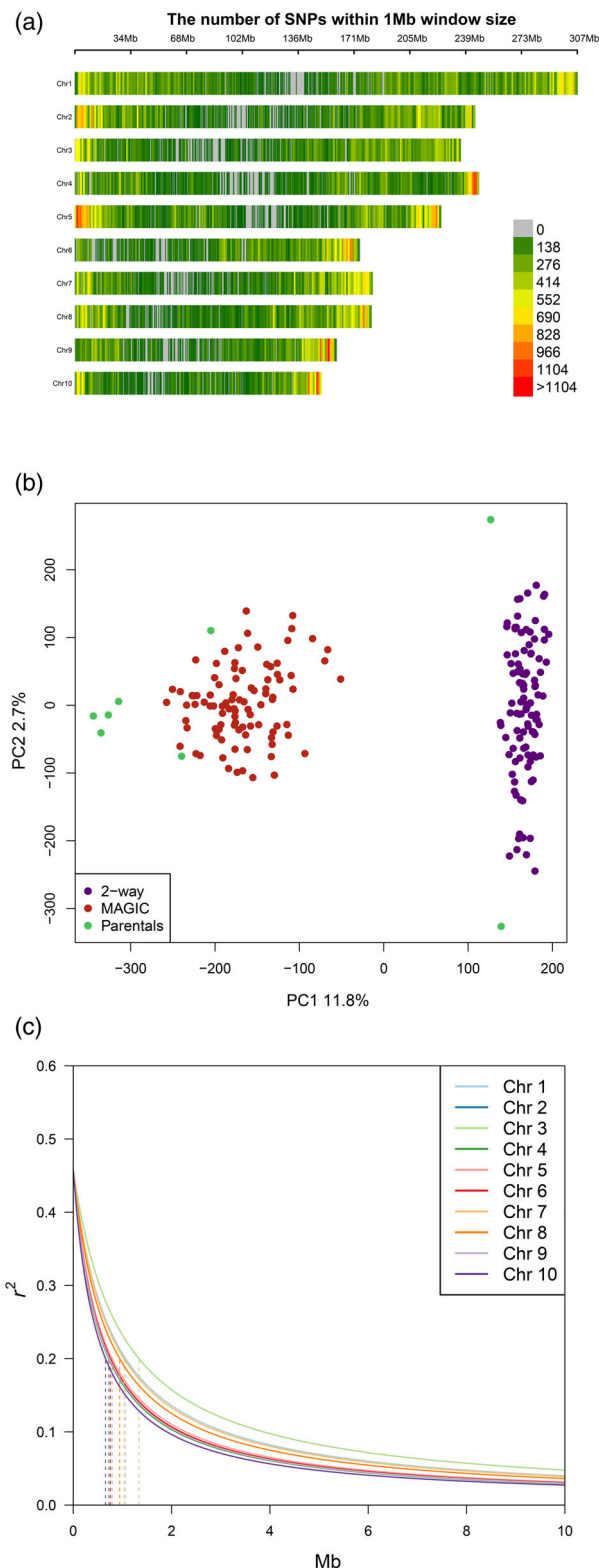 (a)
The number of SNPs within 1Mb window size
34Mb 68Mb 102Mb 136Mb 171Mb 205Mb 239Mb 273Mb 307Mb
Chr1
Chr2
Chr3
Chr4
Chr5
Chr6
Chr7
Chr8
Chr9
Chr10
0
138
276
414
552
690
828
966
1104
>1104
(b)
PC2 2.7%
200
100
0
−100
−200
−300
2−way
MAGIC
Parentals
−300 −200 −100 0 100 200
PC1 11.8%
(c)
r²
0.6
0.5
0.4
0.3
0.2
0.1
0.0
Chr 1
Chr 2
Chr 3
Chr 4
Chr 5
Chr 6
Chr 7
Chr 8
Chr 9
Chr 10
0 2 4 6 8 10
Mb